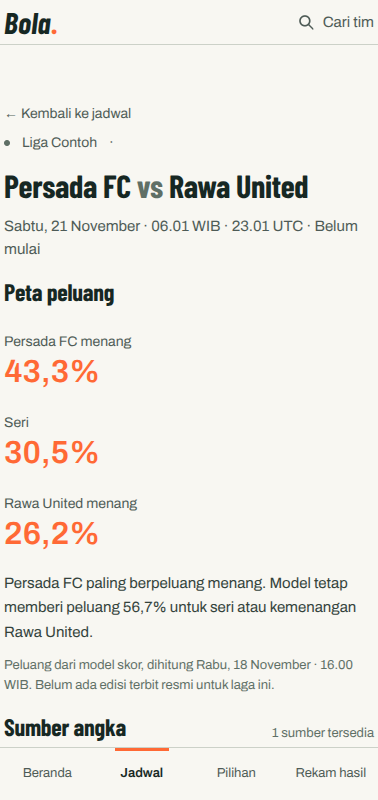 Bola.
Cari tim
← Kembali ke jadwal
• Liga Contoh ·
Persada FC vs Rawa United
Sabtu, 21 November · 06.01 WIB · 23.01 UTC · Belum
mulai
Peta peluang
Persada FC menang
43,3%
Seri
30,5%
Rawa United menang
26,2%
Persada FC paling berpeluang menang. Model tetap
memberi peluang 56,7% untuk seri atau kemenangan
Rawa United.
Peluang dari model skor, dihitung Rabu, 18 November · 16.00
WIB. Belum ada edisi terbit resmi untuk laga ini.
Sumber angka
1 sumber tersedia
Beranda
Jadwal
Pilihan
Rekam hasil